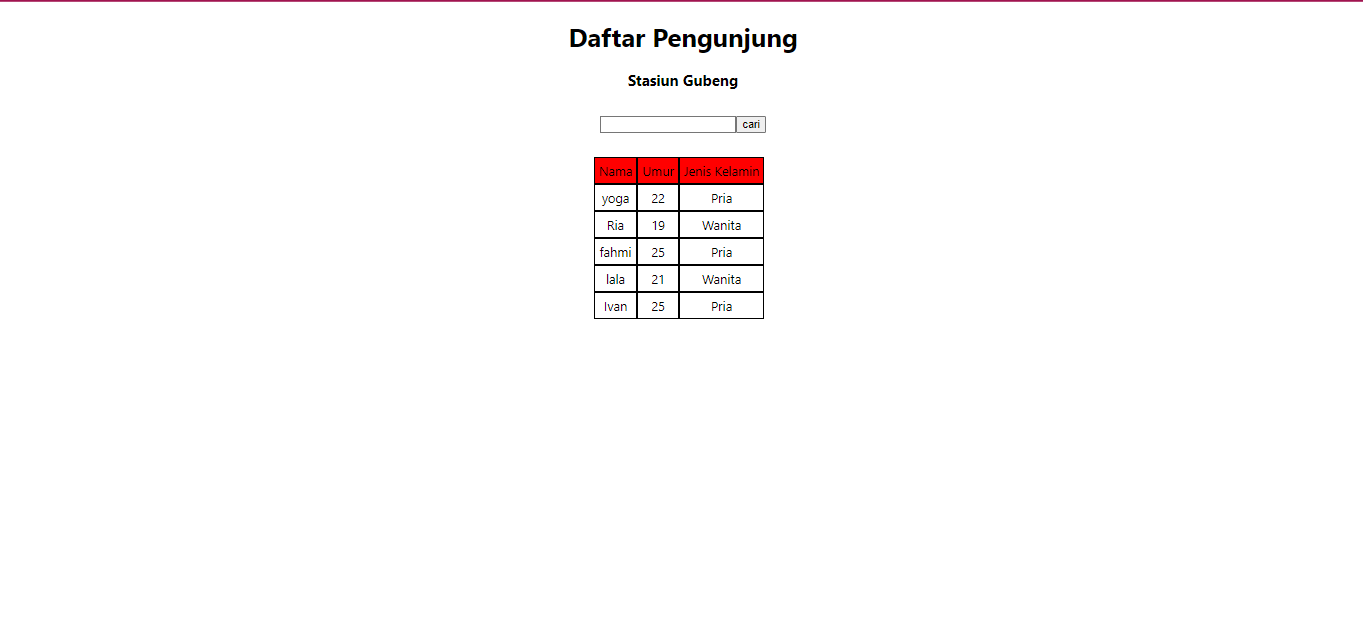 Daftar Pengunjung
Stasiun Gubeng
cari
Nama Umur Jenis Kelamin
yoga 22 Pria
Ria 19 Wanita
fahmi 25 Pria
lala 21 Wanita
Ivan 25 Pria